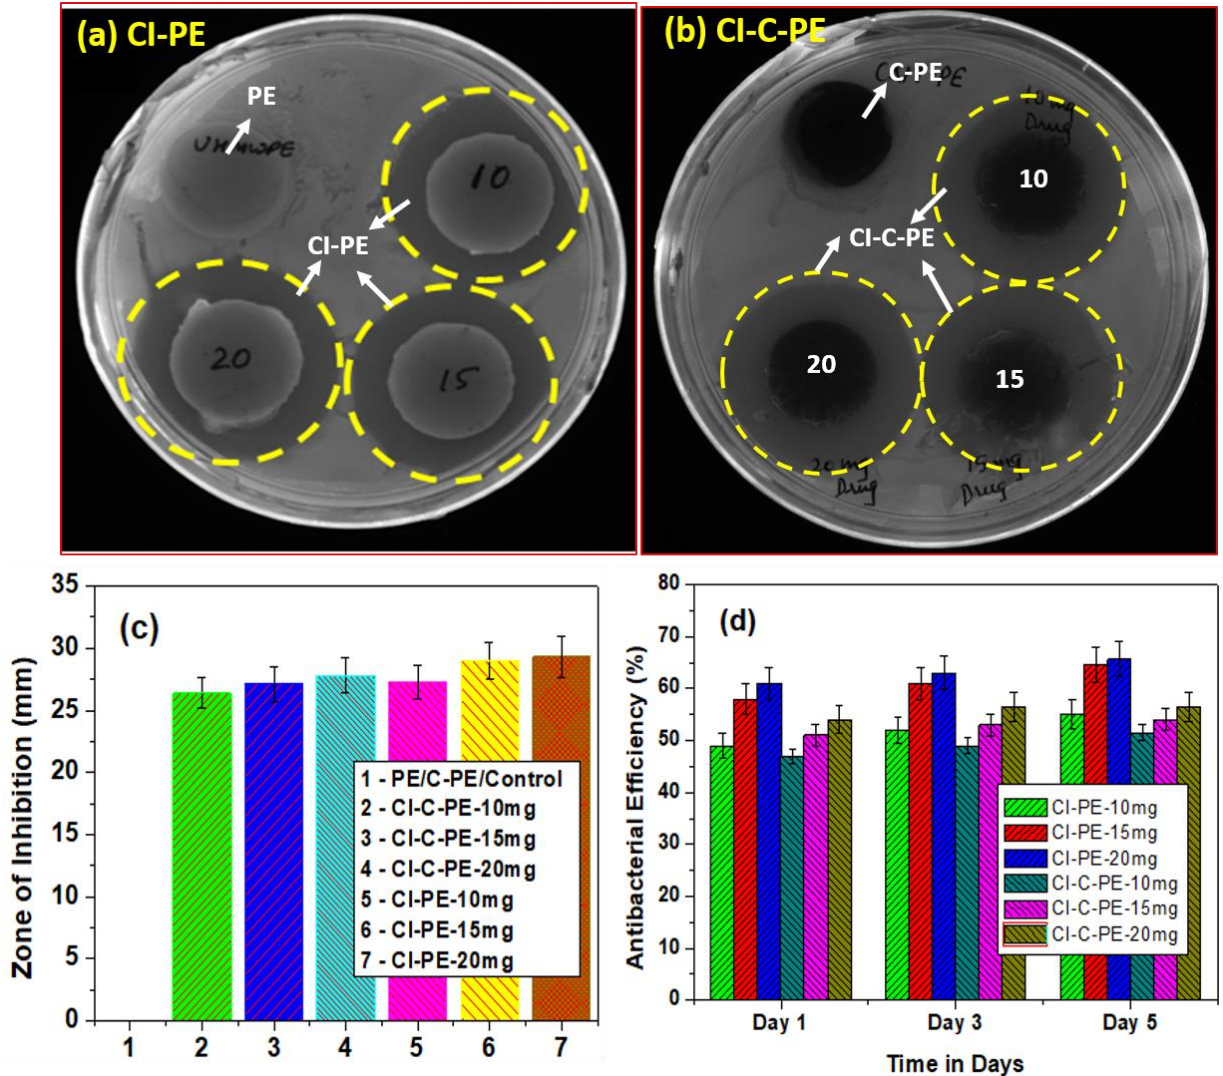 (a) CI-PE
PE
UHMWPE
10
CI-PE
20
15
(b) CI-C-PE
C-PE
10 mg
Drug
10
CI-C-PE
20
15
20 mg
Drug
15 mg
Drug
(c)
Zone of Inhibition (mm)
35
30
25
20
15
10
5
0
1 - PE/C-PE/Control
2 - CI-C-PE-10mg
3 - CI-C-PE-15mg
4 - CI-C-PE-20mg
5 - CI-PE-10mg
6 - CI-PE-15mg
7 - CI-PE-20mg
1 2 3 4 5 6 7
(d)
Antibacterial Efficiency (%)
80
70
60
50
40
30
20
10
0
CI-PE-10mg
CI-PE-15mg
CI-PE-20mg
CI-C-PE-10mg
CI-C-PE-15mg
CI-C-PE-20mg
Day 1 Day 3 Day 5
Time in Days